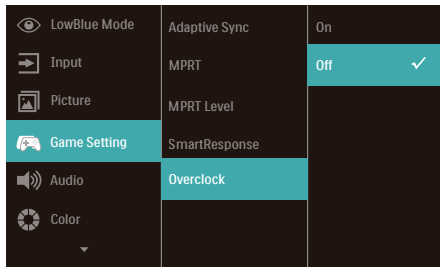 LowBlue Mode
Input
Picture
Game Setting
Audio
Color
Adaptive Sync
MPRT
MPRT Level
SmartResponse
Overclock
On
Off